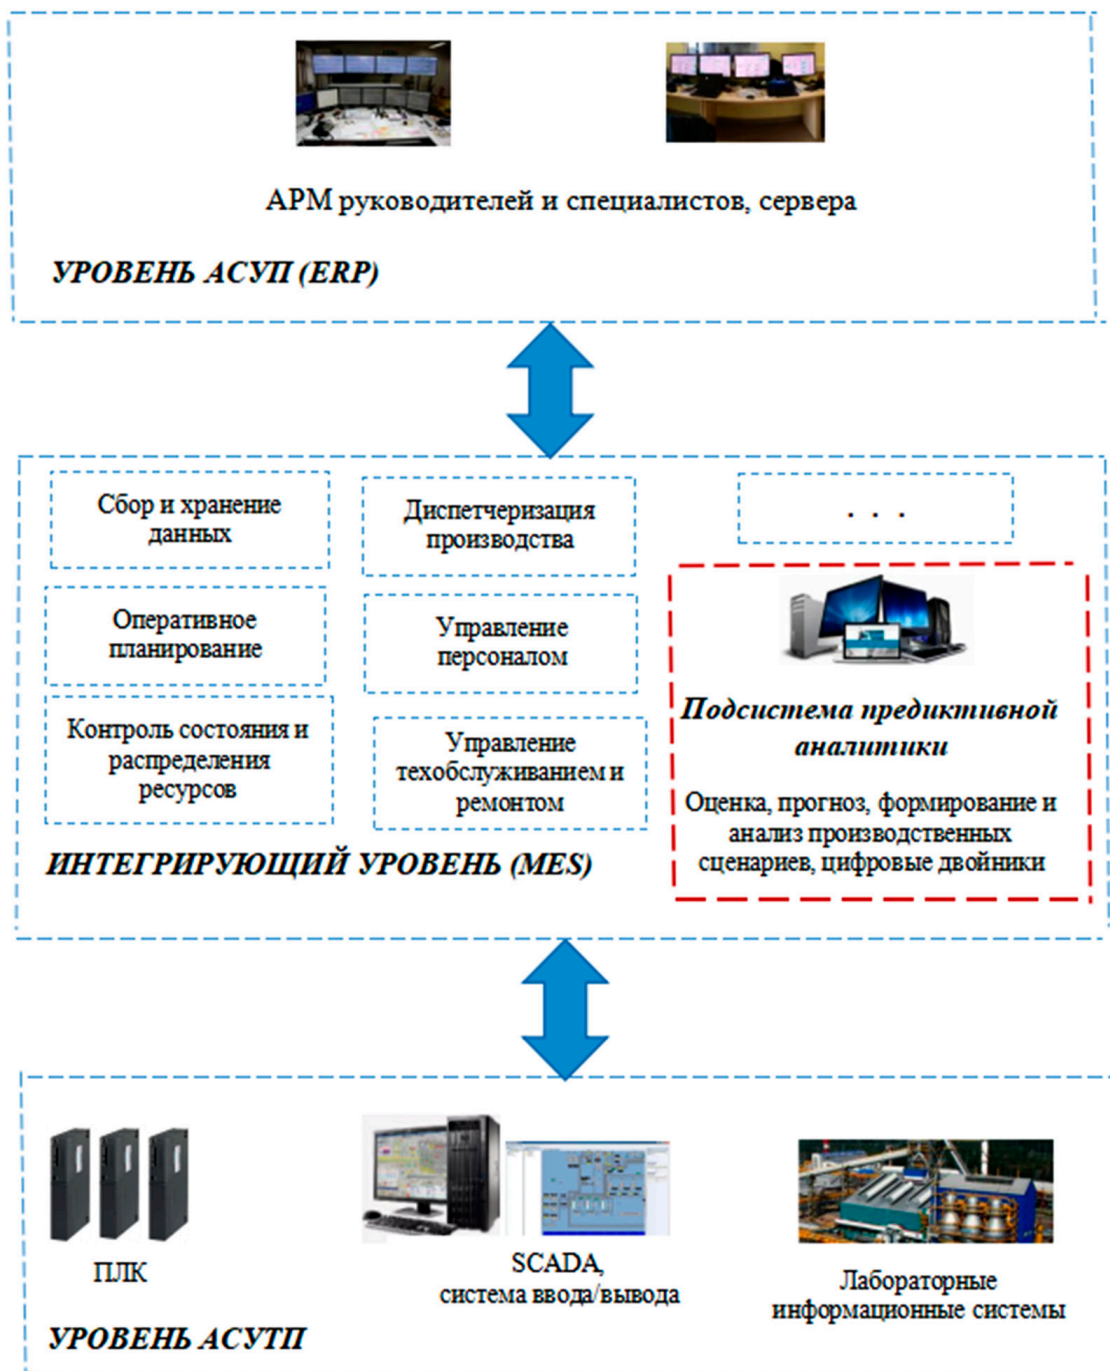 АРМ руководителей и специалистов, сервера
УРОВЕНЬ АСУП (ERP)
Сбор и хранение
данных
Диспетчеризация
производства
. . .
Оперативное
планирование
Управление
персоналом
Контроль состояния и
распределения
ресурсов
Управление
техобслуживанием и
ремонтом
Подсистема предиктивной
аналитики
Оценка, прогноз, формирование и
анализ производственных
сценариев, цифровые двойники
ИНТЕГРИРУЮЩИЙ УРОВЕНЬ (MES)
ПЛК
SCADA,
система ввода/вывода
Лабораторные
информационные системы
УРОВЕНЬ АСУТП